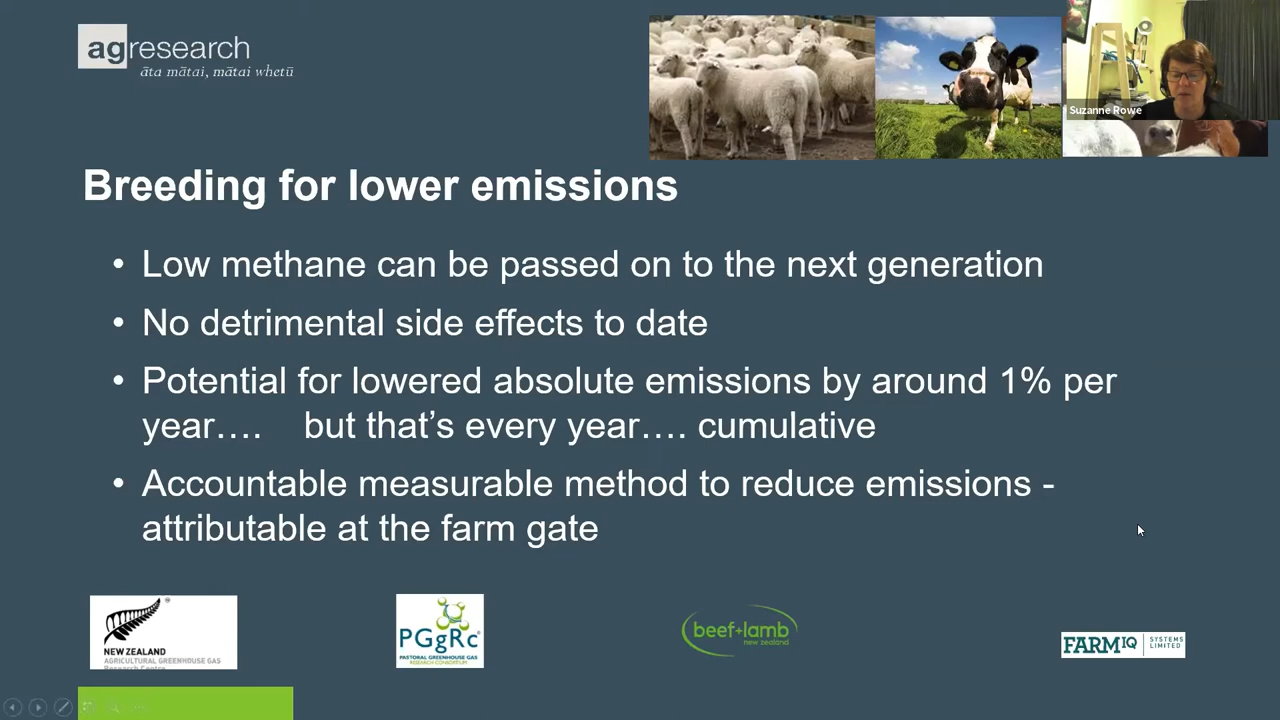 agresearch
āta mātai, mātai whetū
Suzanne Rowe
Breeding for lower emissions
• Low methane can be passed on to the next generation
• No detrimental side effects to date
• Potential for lowered absolute emissions by around 1% per
year…. but that’s every year…. cumulative
• Accountable measurable method to reduce emissions -
attributable at the farm gate
NEW ZEALAND
AGRICULTURAL GREENHOUSE GAS
Research Centre
PGgRc
PASTORAL GREENHOUSE GAS
RESEARCH CONSORTIUM
beef+lamb
new zealand
FARMIQ
SYSTEMS
LIMITED